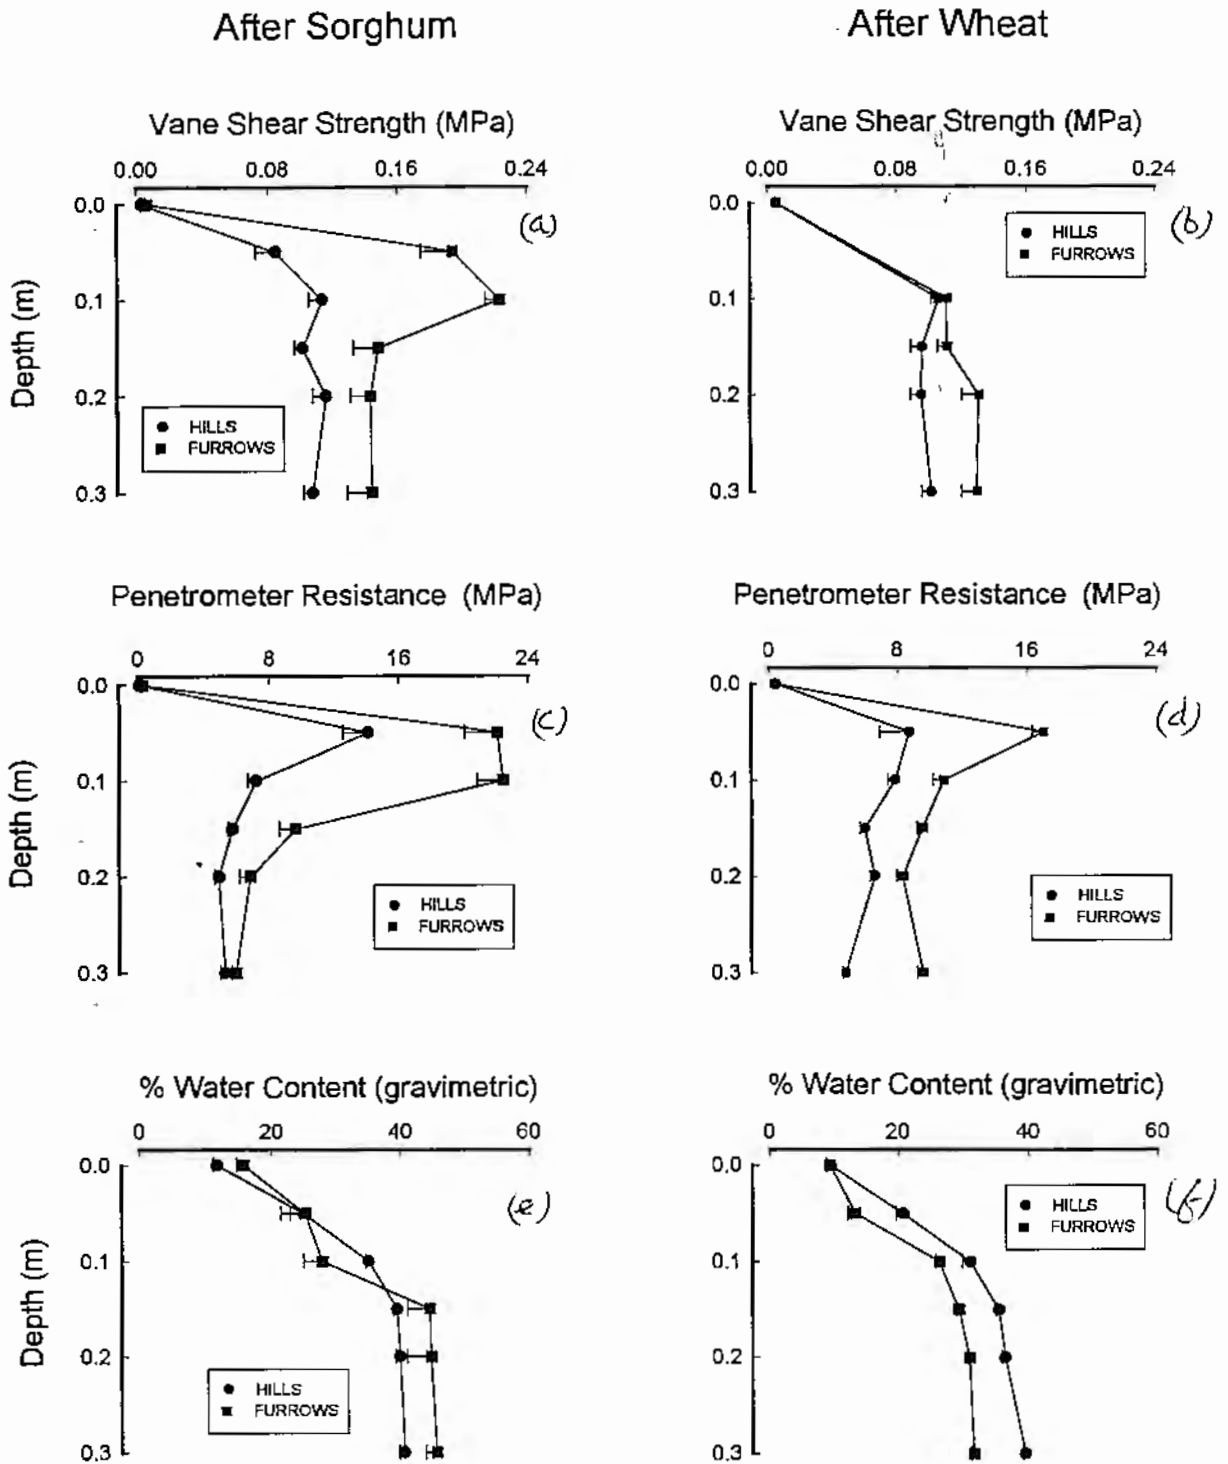 After Sorghum
After Wheat
Vane Shear Strength (MPa)
0.00 0.08 0.16 0.24
0.0
0.1
0.2
0.3
Depth (m)
(a)
HILLS
FURROWS
Vane Shear Strength (MPa)
0.00 0.08 0.16 0.24
0.0
0.1
0.2
0.3
(b)
HILLS
FURROWS
Penetrometer Resistance (MPa)
0 8 16 24
0.0
0.1
0.2
0.3
Depth (m)
(c)
HILLS
FURROWS
Penetrometer Resistance (MPa)
0 8 16 24
0.0
0.1
0.2
0.3
(d)
HILLS
FURROWS
% Water Content (gravimetric)
0 20 40 60
0.0
0.1
0.2
0.3
Depth (m)
(e)
HILLS
FURROWS
% Water Content (gravimetric)
0 20 40 60
0.0
0.1
0.2
0.3
(f)
HILLS
FURROWS